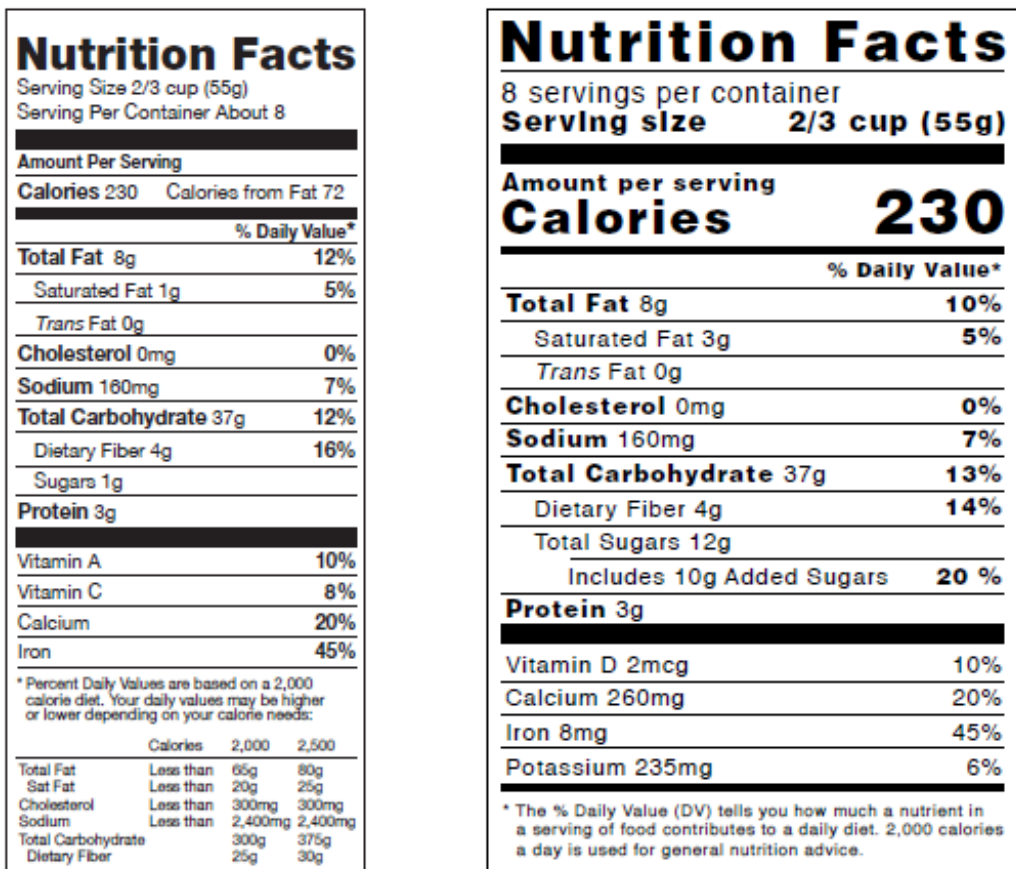 Nutrition Facts
Serving Size 2/3 cup (55g)
Serving Per Container About 8
Amount Per Serving
Calories 230 Calories from Fat 72
% Daily Value*
Total Fat 8g 12%
Saturated Fat 1g 5%
Trans Fat 0g
Cholesterol 0mg 0%
Sodium 160mg 7%
Total Carbohydrate 37g 12%
Dietary Fiber 4g 16%
Sugars 1g
Protein 3g
Vitamin A 10%
Vitamin C 8%
Calcium 20%
Iron 45%
* Percent Daily Values are based on a 2,000
calorie diet. Your daily values may be higher
or lower depending on your calorie needs:
Calories 2,000 2,500
Total Fat Less than 65g 80g
Sat Fat Less than 20g 25g
Cholesterol Less than 300mg 300mg
Sodium Less than 2,400mg 2,400mg
Total Carbohydrate 300g 375g
Dietary Fiber 25g 30g
Nutrition Facts
8 servings per container
Serving size 2/3 cup (55g)
Amount per serving
Calories 230
% Daily Value*
Total Fat 8g 10%
Saturated Fat 3g 5%
Trans Fat 0g
Cholesterol 0mg 0%
Sodium 160mg 7%
Total Carbohydrate 37g 13%
Dietary Fiber 4g 14%
Total Sugars 12g
Includes 10g Added Sugars 20 %
Protein 3g
Vitamin D 2mcg 10%
Calcium 260mg 20%
Iron 8mg 45%
Potassium 235mg 6%
* The % Daily Value (DV) tells you how much a nutrient in
a serving of food contributes to a daily diet. 2,000 calories
a day is used for general nutrition advice.